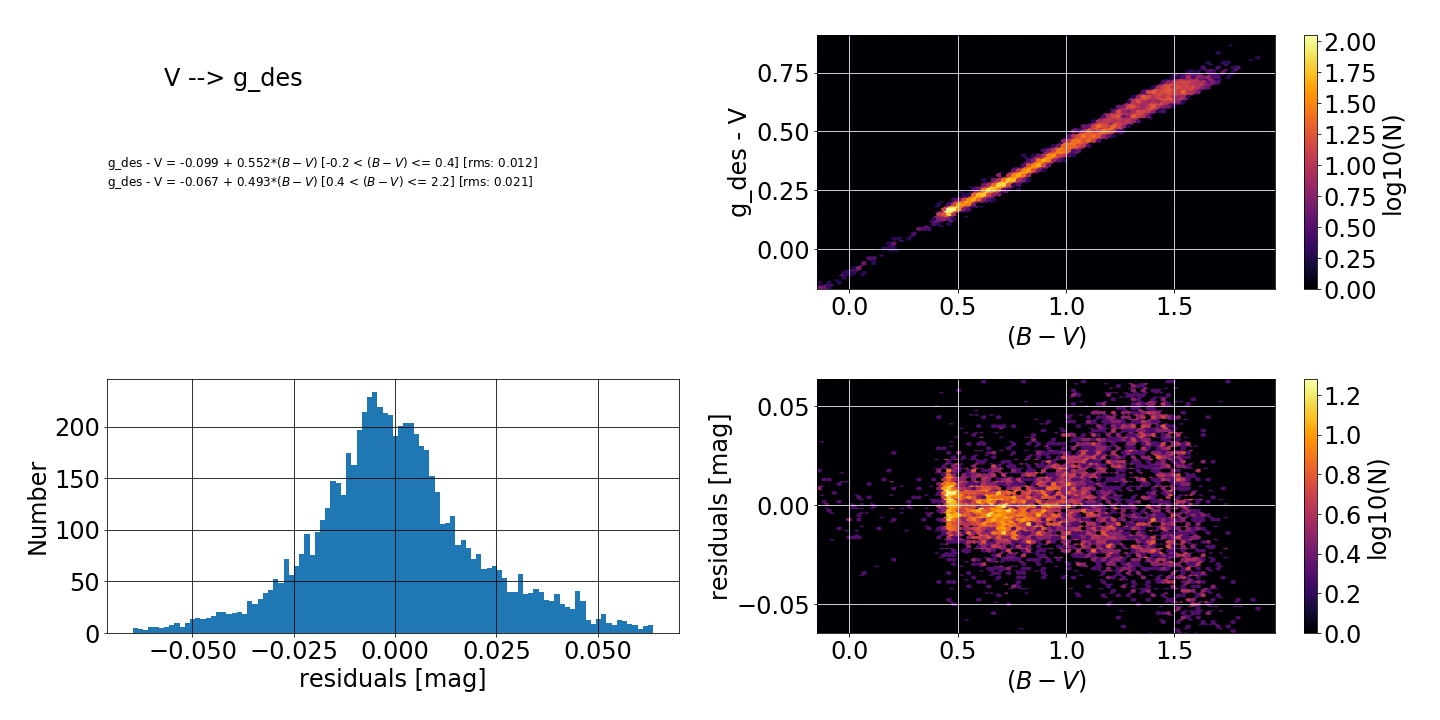 V --> g_des
g_des - V = -0.099 + 0.552*(B − V) [-0.2 < (B − V) <= 0.4] [rms: 0.012]
g_des - V = -0.067 + 0.493*(B − V) [0.4 < (B − V) <= 2.2] [rms: 0.021]
g_des - V
0.75
0.50
0.25
0.00
0.0 0.5 1.0 1.5
(B − V)
2.00
1.75
1.50
1.25
1.00
0.75
0.50
0.25
0.00
log10(N)
Number
200
150
100
50
0
−0.050 −0.025 0.000 0.025 0.050
residuals [mag]
residuals [mag]
0.05
0.00
−0.05
0.0 0.5 1.0 1.5
(B − V)
1.2
1.0
0.8
0.6
0.4
0.2
0.0
log10(N)